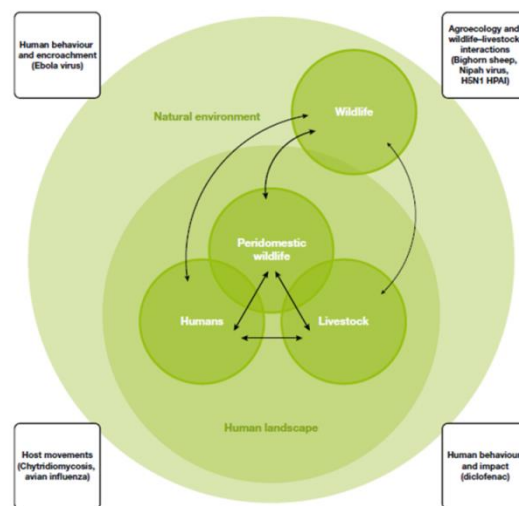 Human behaviour
and encroachment
(Ebola virus)
Agroecology and
wildlife–livestock
interactions
(Bighorn sheep,
Nipah virus,
H5N1 HPAI)
Natural environment
Wildlife
Peridomestic
wildlife
Humans
Livestock
Human landscape
Host movements
(Chytridiomycosis,
avian influenza)
Human behaviour
and impact
(diclofenac)